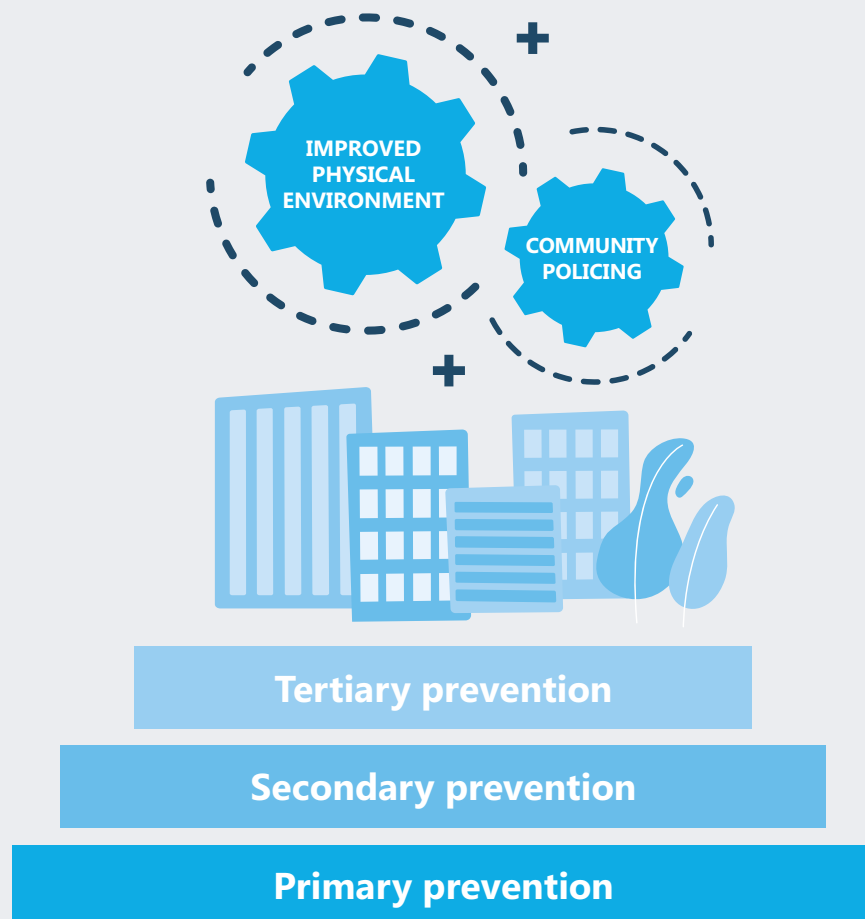 IMPROVED
PHYSICAL
ENVIRONMENT
COMMUNITY
POLICING
Tertiary prevention
Secondary prevention
Primary prevention